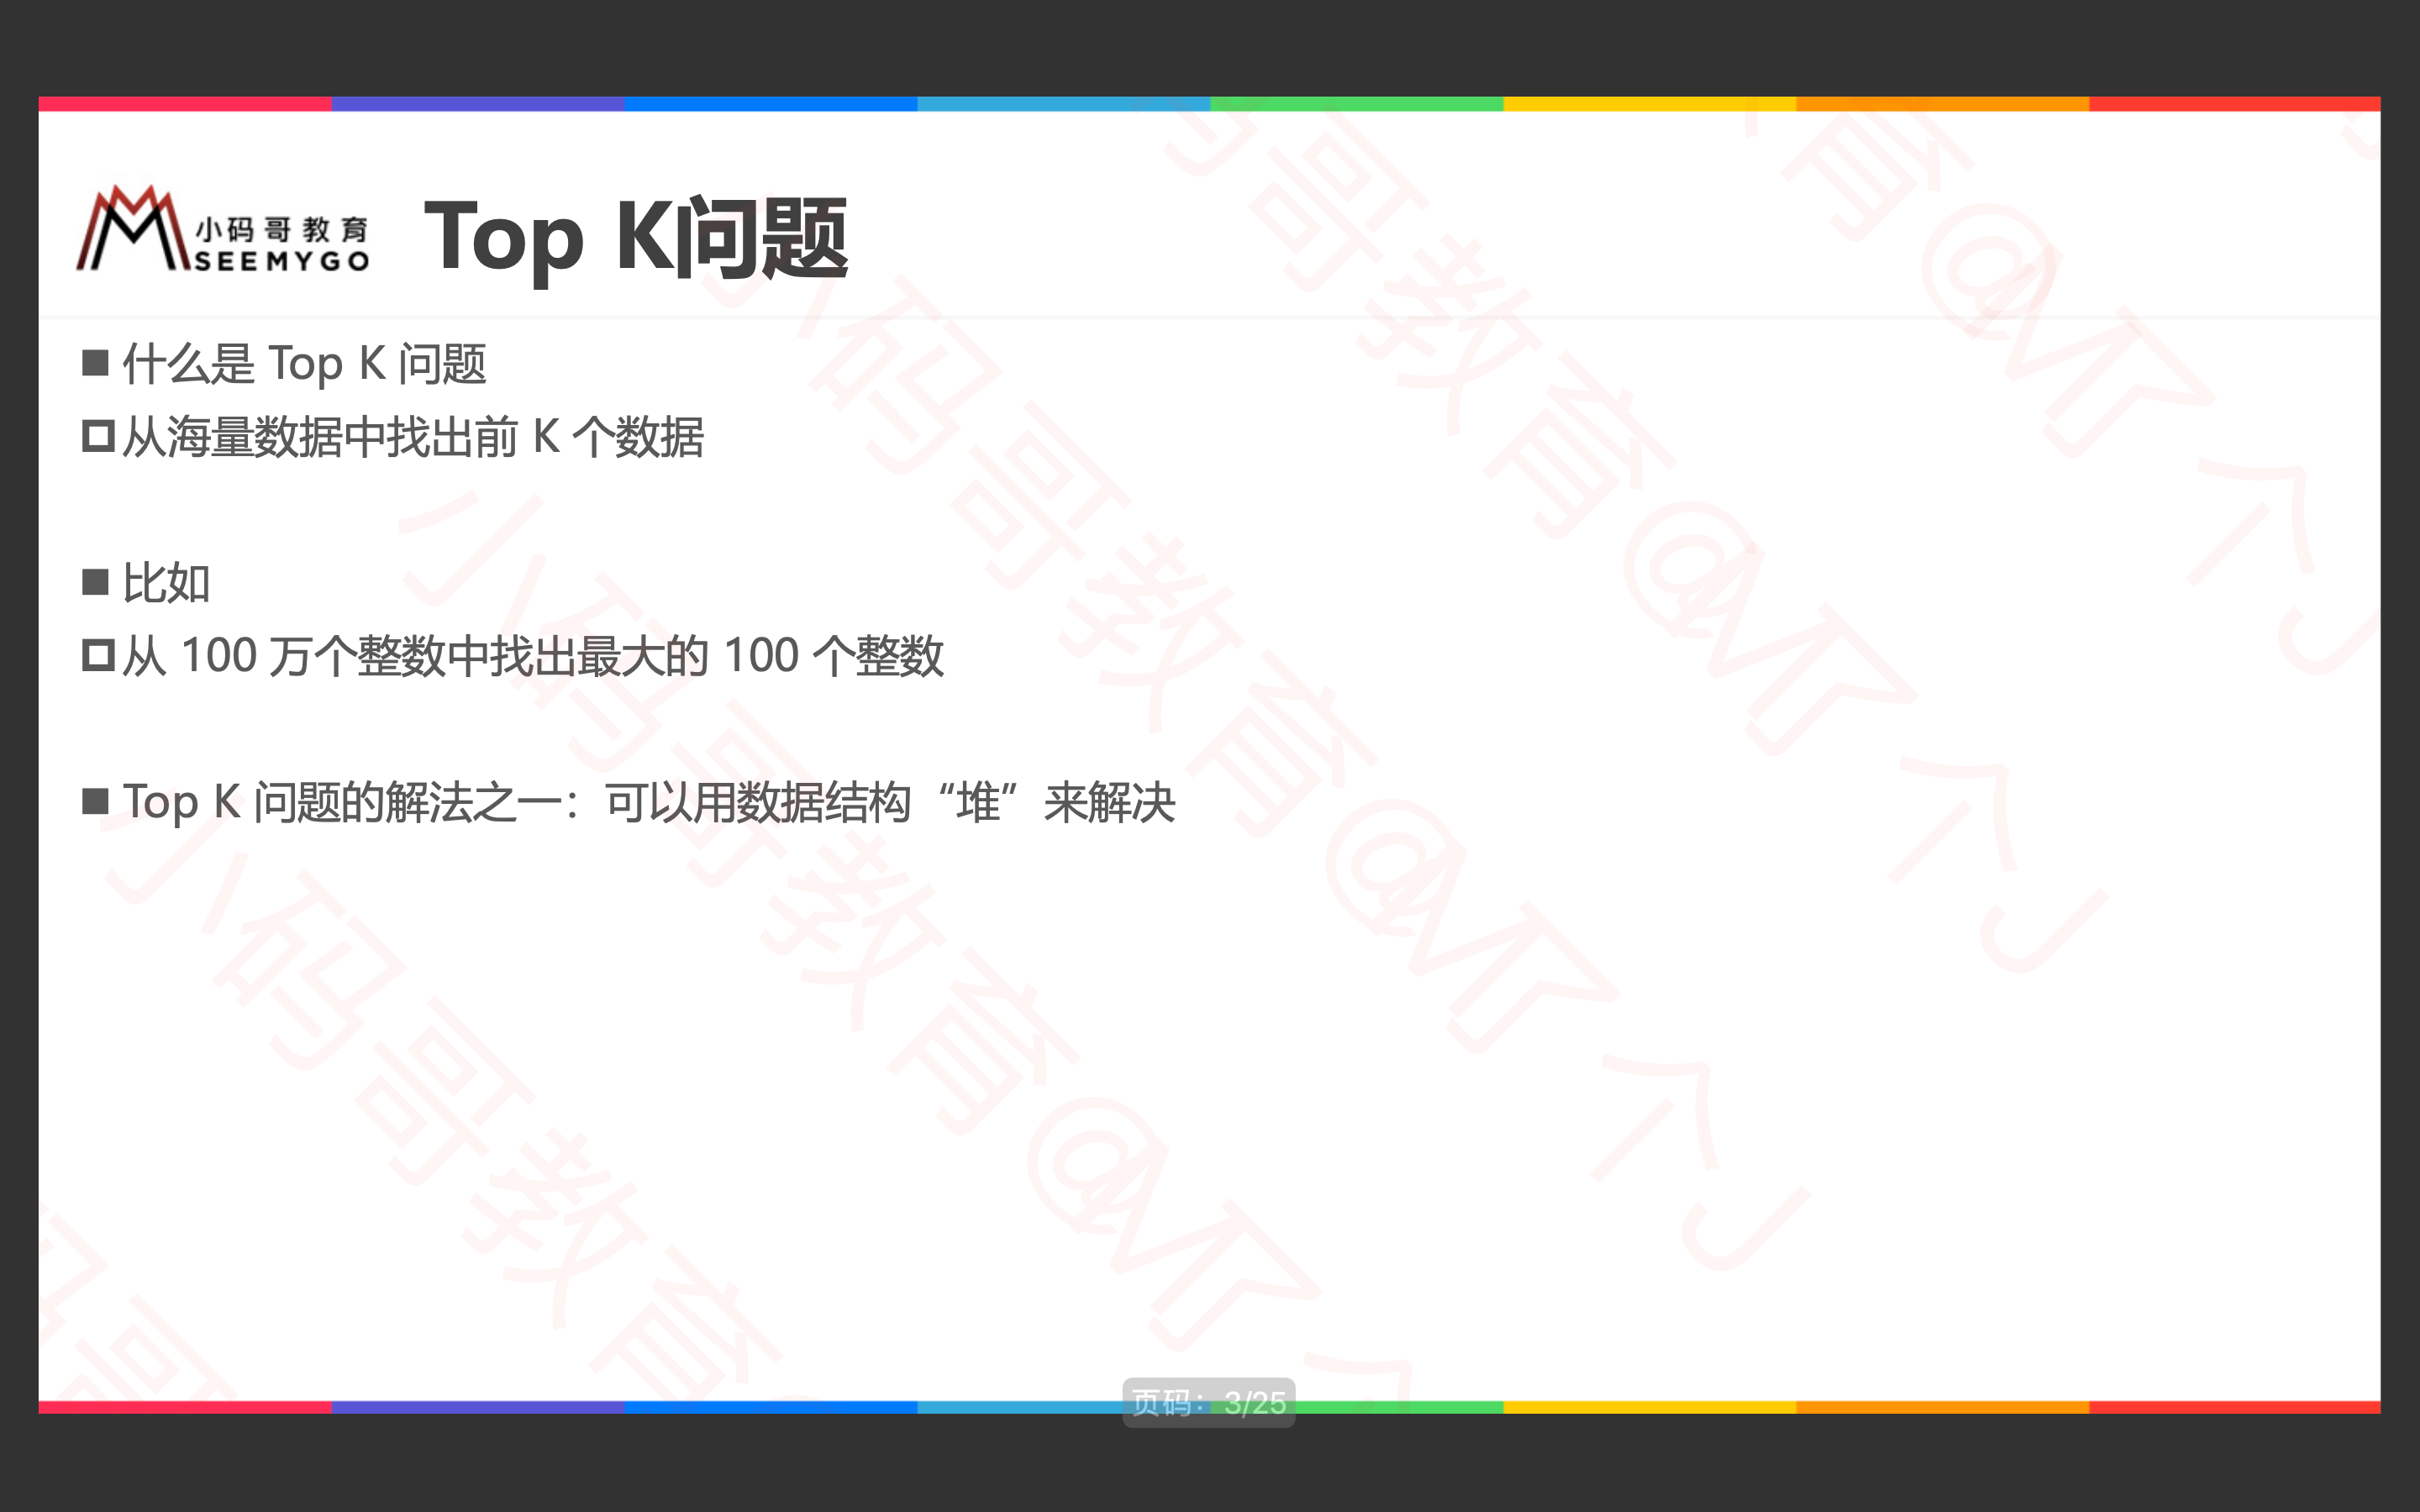 小码哥教育
SEEMYGO
Top K问题
什么是 Top K 问题
从海量数据中找出前 K 个数据
比如
从 100 万个整数中找出最大的 100 个整数
Top K 问题的解法之一：可以用数据结构 “堆” 来解决
页码：3/25
小码哥教育@M了个J